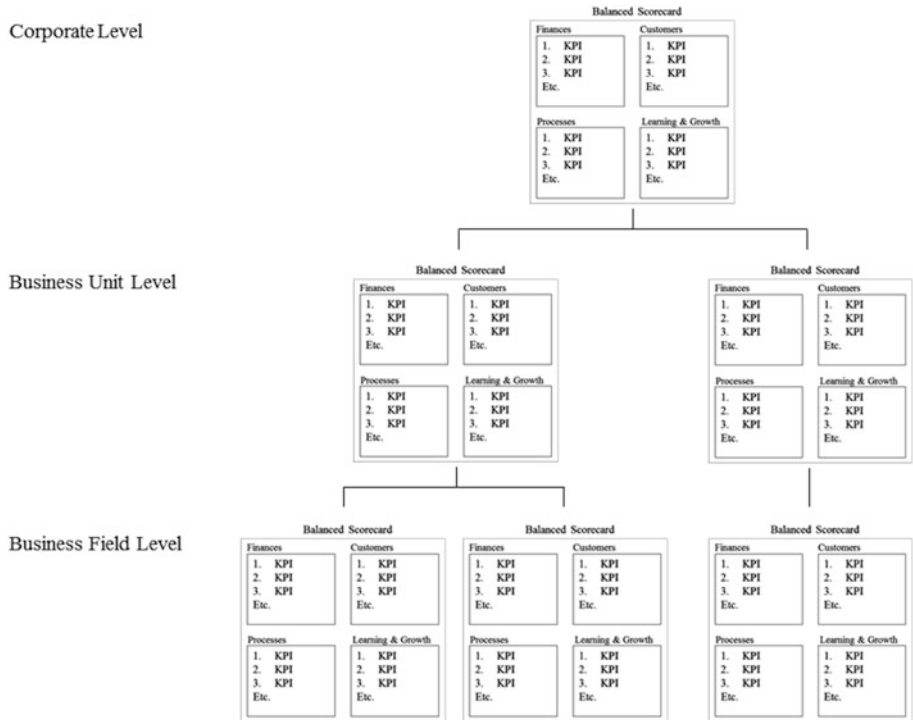 Corporate Level
Balanced Scorecard
Finances Customers
1. KPI 1. KPI
2. KPI 2. KPI
3. KPI 3. KPI
Etc. Etc.
Processes Learning & Growth
1. KPI 1. KPI
2. KPI 2. KPI
3. KPI 3. KPI
Etc. Etc.
Business Unit Level
Balanced Scorecard
Finances Customers
1. KPI 1. KPI
2. KPI 2. KPI
3. KPI 3. KPI
Etc. Etc.
Processes Learning & Growth
1. KPI 1. KPI
2. KPI 2. KPI
3. KPI 3. KPI
Etc. Etc.
Balanced Scorecard
Finances Customers
1. KPI 1. KPI
2. KPI 2. KPI
3. KPI 3. KPI
Etc. Etc.
Processes Learning & Growth
1. KPI 1. KPI
2. KPI 2. KPI
3. KPI 3. KPI
Etc. Etc.
Business Field Level
Balanced Scorecard
Finances Customers
1. KPI 1. KPI
2. KPI 2. KPI
3. KPI 3. KPI
Etc. Etc.
Processes Learning & Growth
1. KPI 1. KPI
2. KPI 2. KPI
3. KPI 3. KPI
Etc. Etc.
Balanced Scorecard
Finances Customers
1. KPI 1. KPI
2. KPI 2. KPI
3. KPI 3. KPI
Etc. Etc.
Processes Learning & Growth
1. KPI 1. KPI
2. KPI 2. KPI
3. KPI 3. KPI
Etc. Etc.
Balanced Scorecard
Finances Customers
1. KPI 1. KPI
2. KPI 2. KPI
3. KPI 3. KPI
Etc. Etc.
Processes Learning & Growth
1. KPI 1. KPI
2. KPI 2. KPI
3. KPI 3. KPI
Etc. Etc.